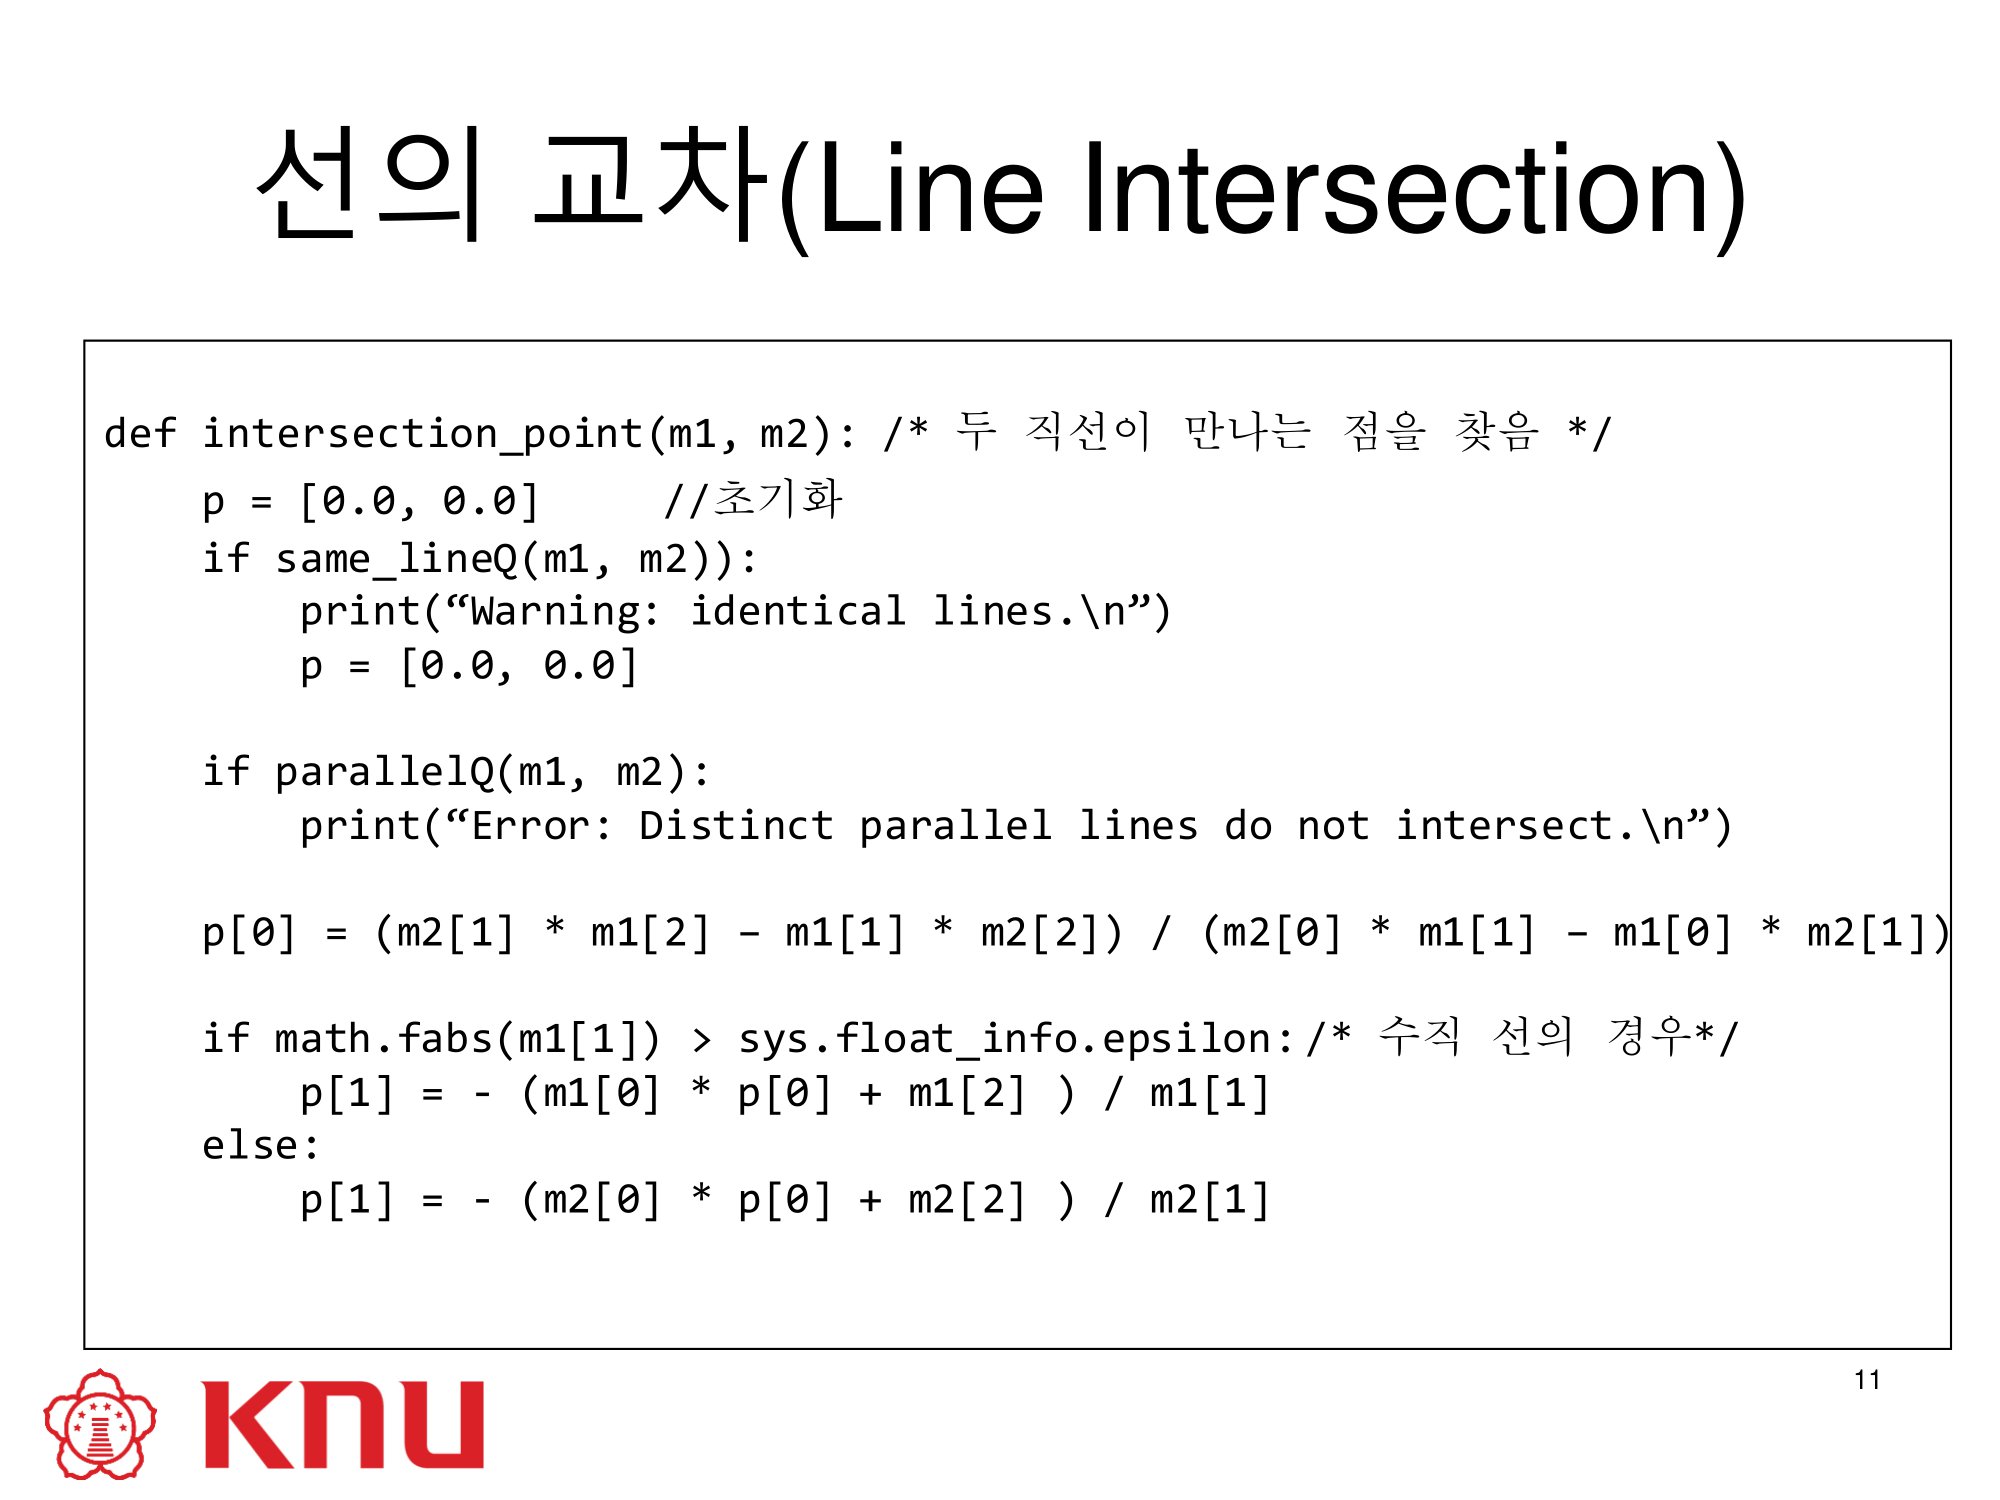 선의 교차(Line Intersection)
def intersection_point(m1, m2): /* 두 직선이 만나는 점을 찾음 */
p = [0.0, 0.0] //초기화
if same_lineQ(m1, m2)):
print(“Warning: identical lines.\n”)
p = [0.0, 0.0]
if parallelQ(m1, m2):
print(“Error: Distinct parallel lines do not intersect.\n”)
p[0] = (m2[1] * m1[2] – m1[1] * m2[2]) / (m2[0] * m1[1] – m1[0] * m2[1])
if math.fabs(m1[1]) > sys.float_info.epsilon: /* 수직 선의 경우*/
p[1] = - (m1[0] * p[0] + m1[2] ) / m1[1]
else:
p[1] = - (m2[0] * p[0] + m2[2] ) / m2[1]
KNU
11